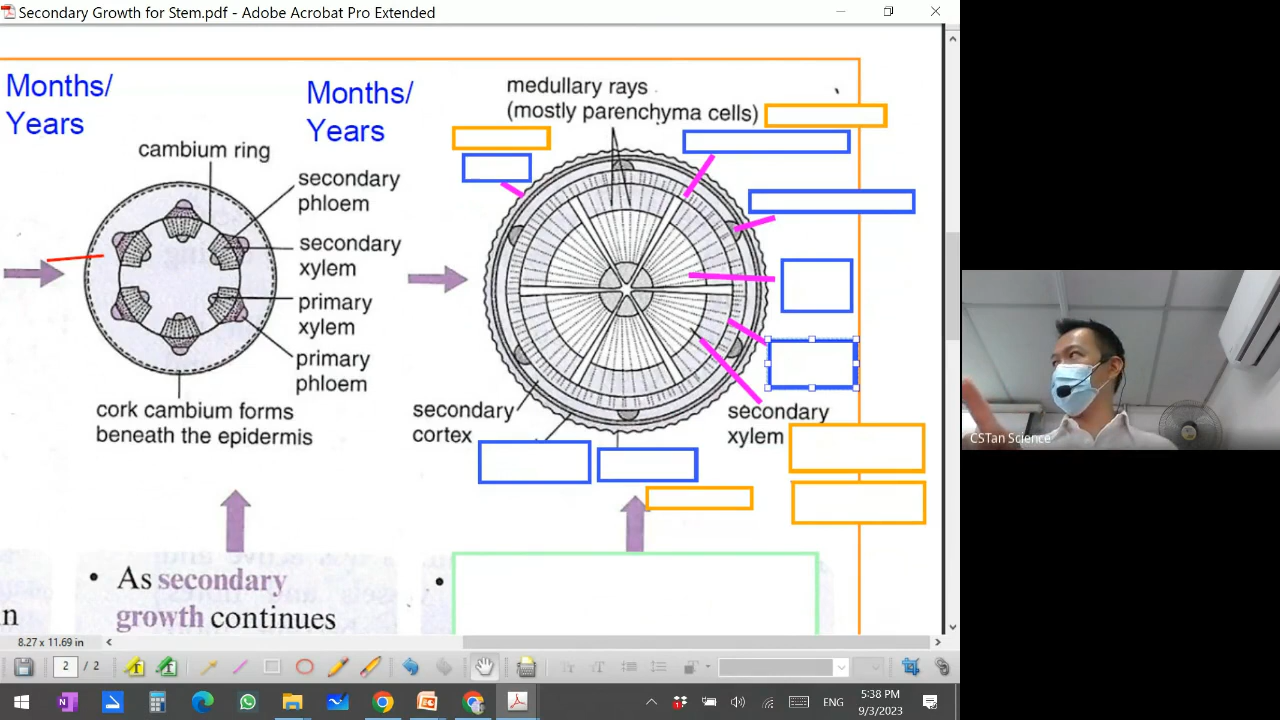 Secondary Growth for Stem.pdf - Adobe Acrobat Pro Extended
Months/
Years
Months/
Years
medullary rays
(mostly parenchyma cells)
cambium ring
secondary
phloem
secondary
xylem
primary
xylem
primary
phloem
cork cambium forms
beneath the epidermis
secondary
cortex
secondary
xylem
CSTan Science
• As secondary
growth continues
•
n
8.27 x 11.69 in
2 / 2
ENG
5:38 PM
9/3/2023